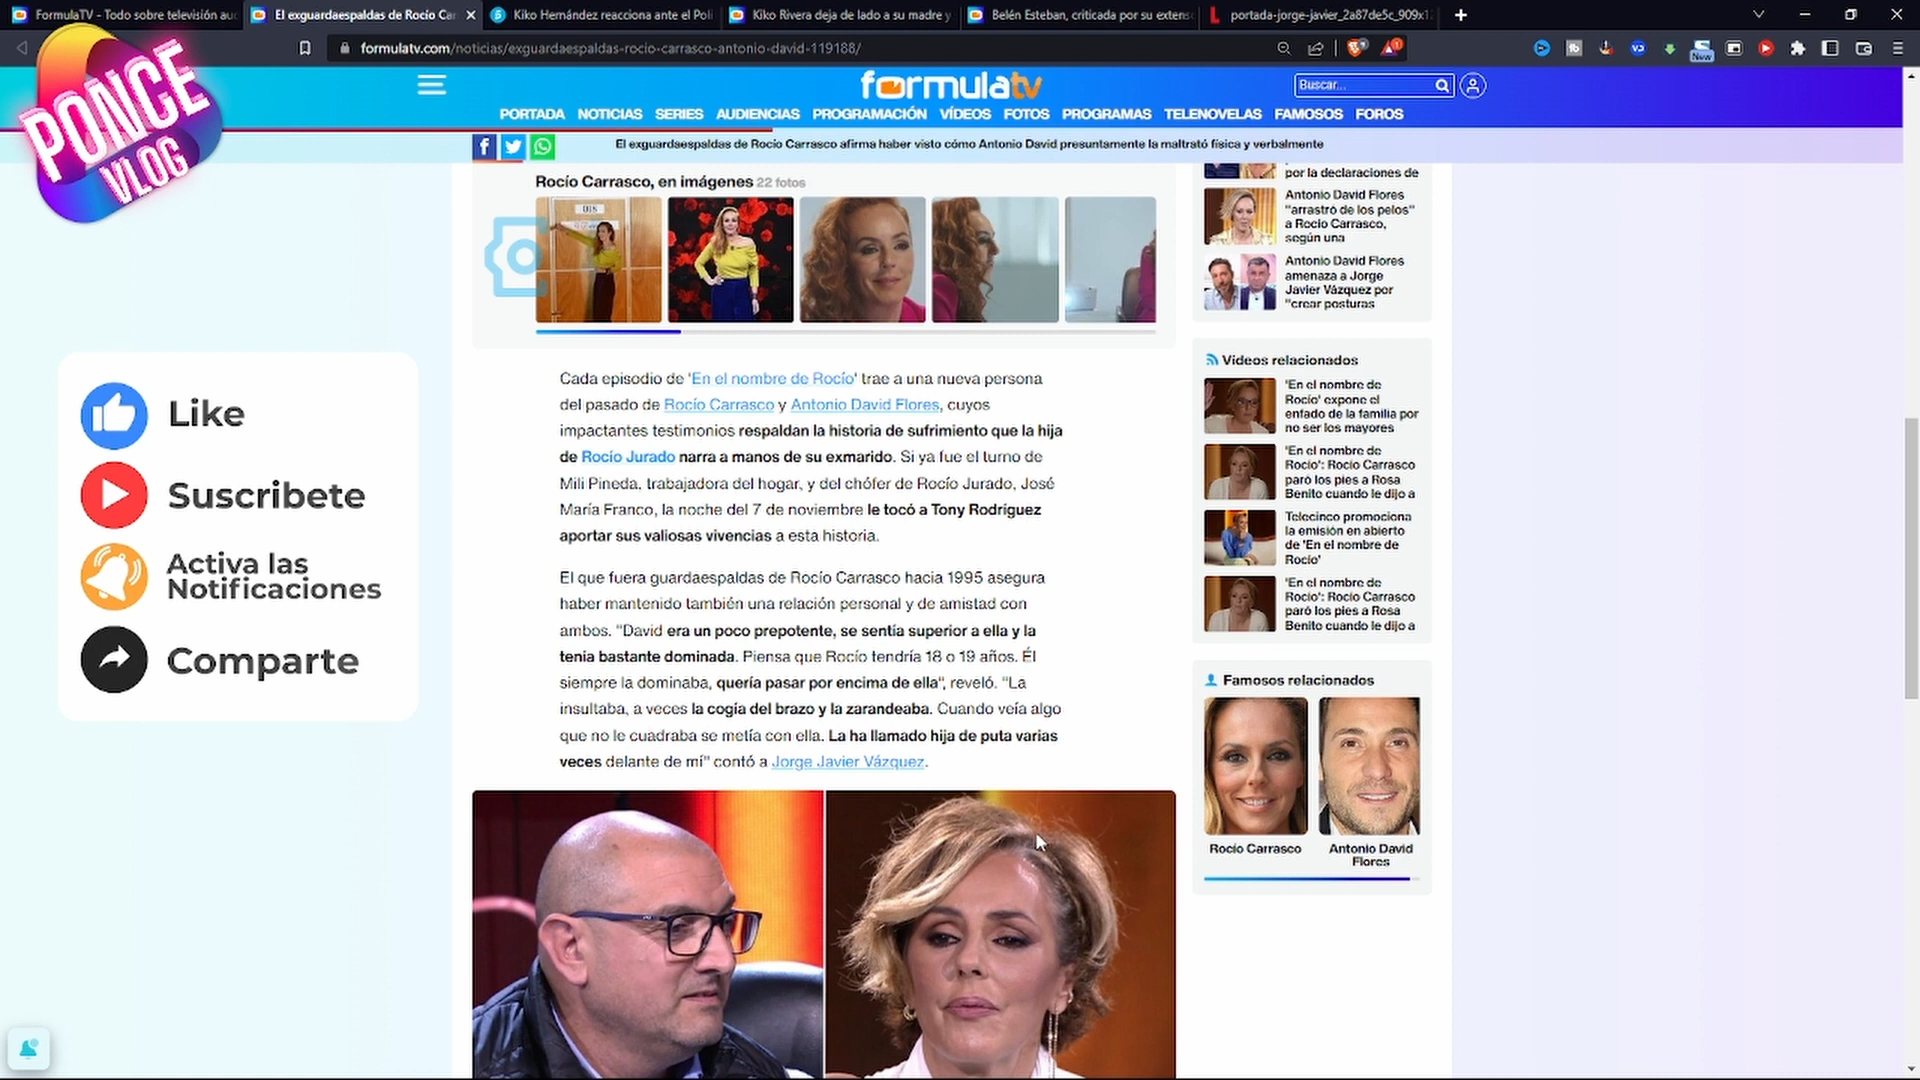 FormulaTV - Todo sobre televisión au
El exguardaespaldas de Rocío Car
Kiko Hernández reacciona ante el Poli
Kiko Rivera deja de lado a su madre y
Belén Esteban, criticada por su extens
portada-jorge-javier_2a87de5c_909x1
formulatv.com/noticias/exguardaespaldas-rocio-carrasco-antonio-david-119188/
New
PONCE
VLOG
formulatv
Buscar...
PORTADA NOTICIAS SERIES AUDIENCIAS PROGRAMACIÓN VÍDEOS FOTOS PROGRAMAS TELENOVELAS FAMOSOS FOROS
El exguardaespaldas de Rocío Carrasco afirma haber visto cómo Antonio David presuntamente la maltrató física y verbalmente
Rocío Carrasco, en imágenes 22 fotos
Cada episodio de 'En el nombre de Rocío' trae a una nueva persona
del pasado de Rocío Carrasco y Antonio David Flores, cuyos
impactantes testimonios respaldan la historia de sufrimiento que la hija
de Rocío Jurado narra a manos de su exmarido. Si ya fue el turno de
Mili Pineda, trabajadora del hogar, y del chófer de Rocío Jurado, José
María Franco, la noche del 7 de noviembre le tocó a Tony Rodríguez
aportar sus valiosas vivencias a esta historia.
El que fuera guardaespaldas de Rocío Carrasco hacia 1995 asegura
haber mantenido también una relación personal y de amistad con
ambos. "David era un poco prepotente, se sentía superior a ella y la
tenía bastante dominada. Piensa que Rocío tendría 18 o 19 años. Él
siempre la dominaba, quería pasar por encima de ella", reveló. "La
insultaba, a veces la cogía del brazo y la zarandeaba. Cuando veía algo
que no le cuadraba se metía con ella. La ha llamado hija de puta varias
veces delante de mí" contó a Jorge Javier Vázquez.
Like
Suscribete
Activa las
Notificaciones
Comparte
por la declaraciones de
Antonio David Flores
"arrastró de los pelos"
a Rocío Carrasco,
según una
Antonio David Flores
amenaza a Jorge
Javier Vázquez por
"crear posturas
Vídeos relacionados
'En el nombre de
Rocío' expone el
enfado de la familia por
no ser los mayores
'En el nombre de
Rocío': Rocío Carrasco
paró los pies a Rosa
Benito cuando le dijo a
Telecinco promociona
la emisión en abierto
de 'En el nombre de
Rocío'
'En el nombre de
Rocío': Rocío Carrasco
paró los pies a Rosa
Benito cuando le dijo a
Famosos relacionados
Rocío Carrasco
Antonio David
Flores